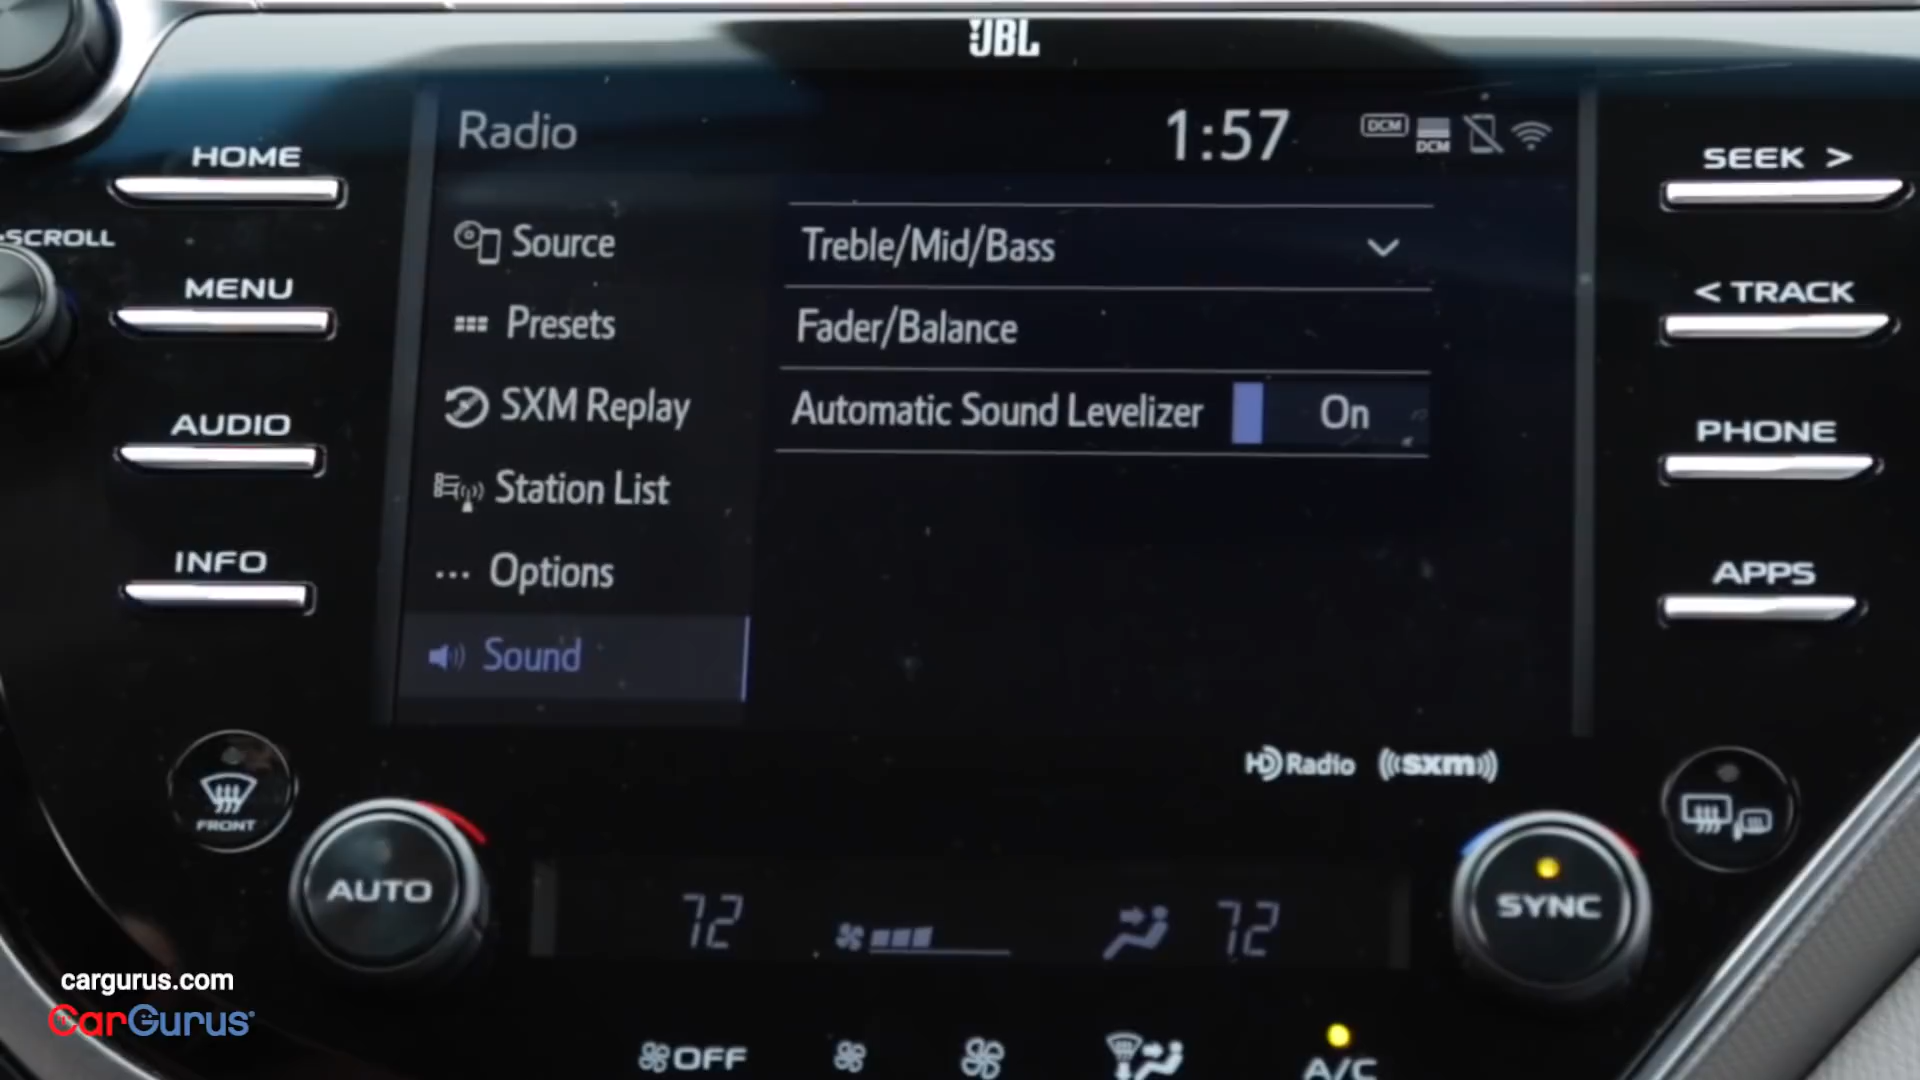 JBL
Radio
1:57
DCM
DCM
HOME
SCROLL
MENU
AUDIO
INFO
Source
Presets
SXM Replay
Station List
Options
Sound
Treble/Mid/Bass
Fader/Balance
Automatic Sound Levelizer On
SEEK >
< TRACK
PHONE
APPS
HD Radio
sxm
FRONT
AUTO
72
72
SYNC
OFF
A/C
cargurus.com
CarGurus